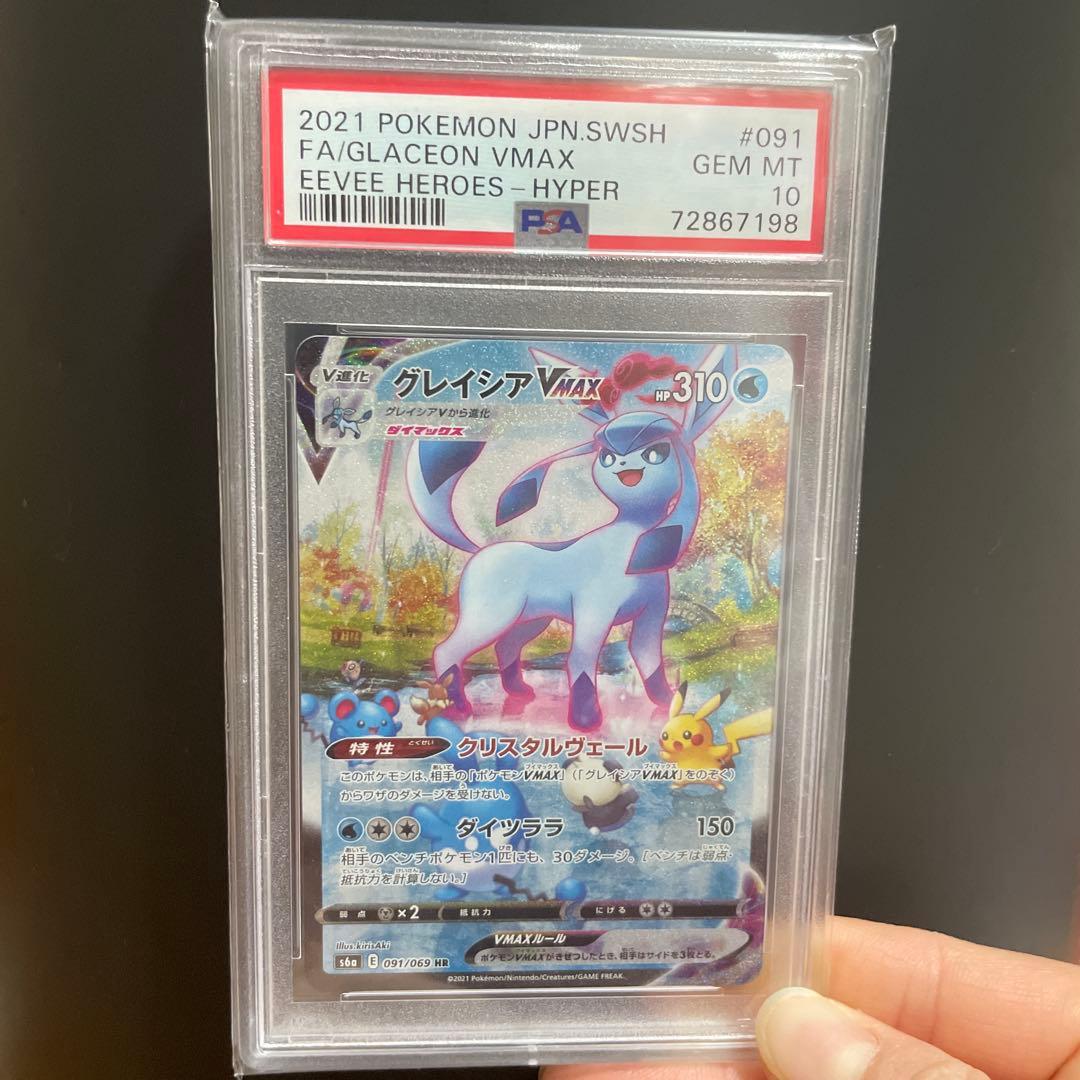 2021 POKEMON JPN.SWSH #091
FA/GLACEON VMAX GEM MT
EEVEE HEROES-HYPER 10
PSA 72867198
V進化 グレイシアVMAX HP310
グレイシアVから進化
ダイマックス
特性 とくせい クリスタルヴェール
このポケモンは、相手の「ポケモンVMAX」(「グレイシアVMAX」をのぞく)
からワザのダメージを受けない。
ダイツララ 150
相手のベンチポケモン1匹にも、30ダメージ。[ベンチは弱点・
抵抗力を計算しない。]
弱点 ×2 抵抗力 にげる
Illus.kirisAki
VMAXルール
ポケモンVMAXがきぜつしたとき、相手はサイドを3枚とる。
s6a E 091/069 HR
©2021 Pokémon/Nintendo/Creatures/GAME FREAK.